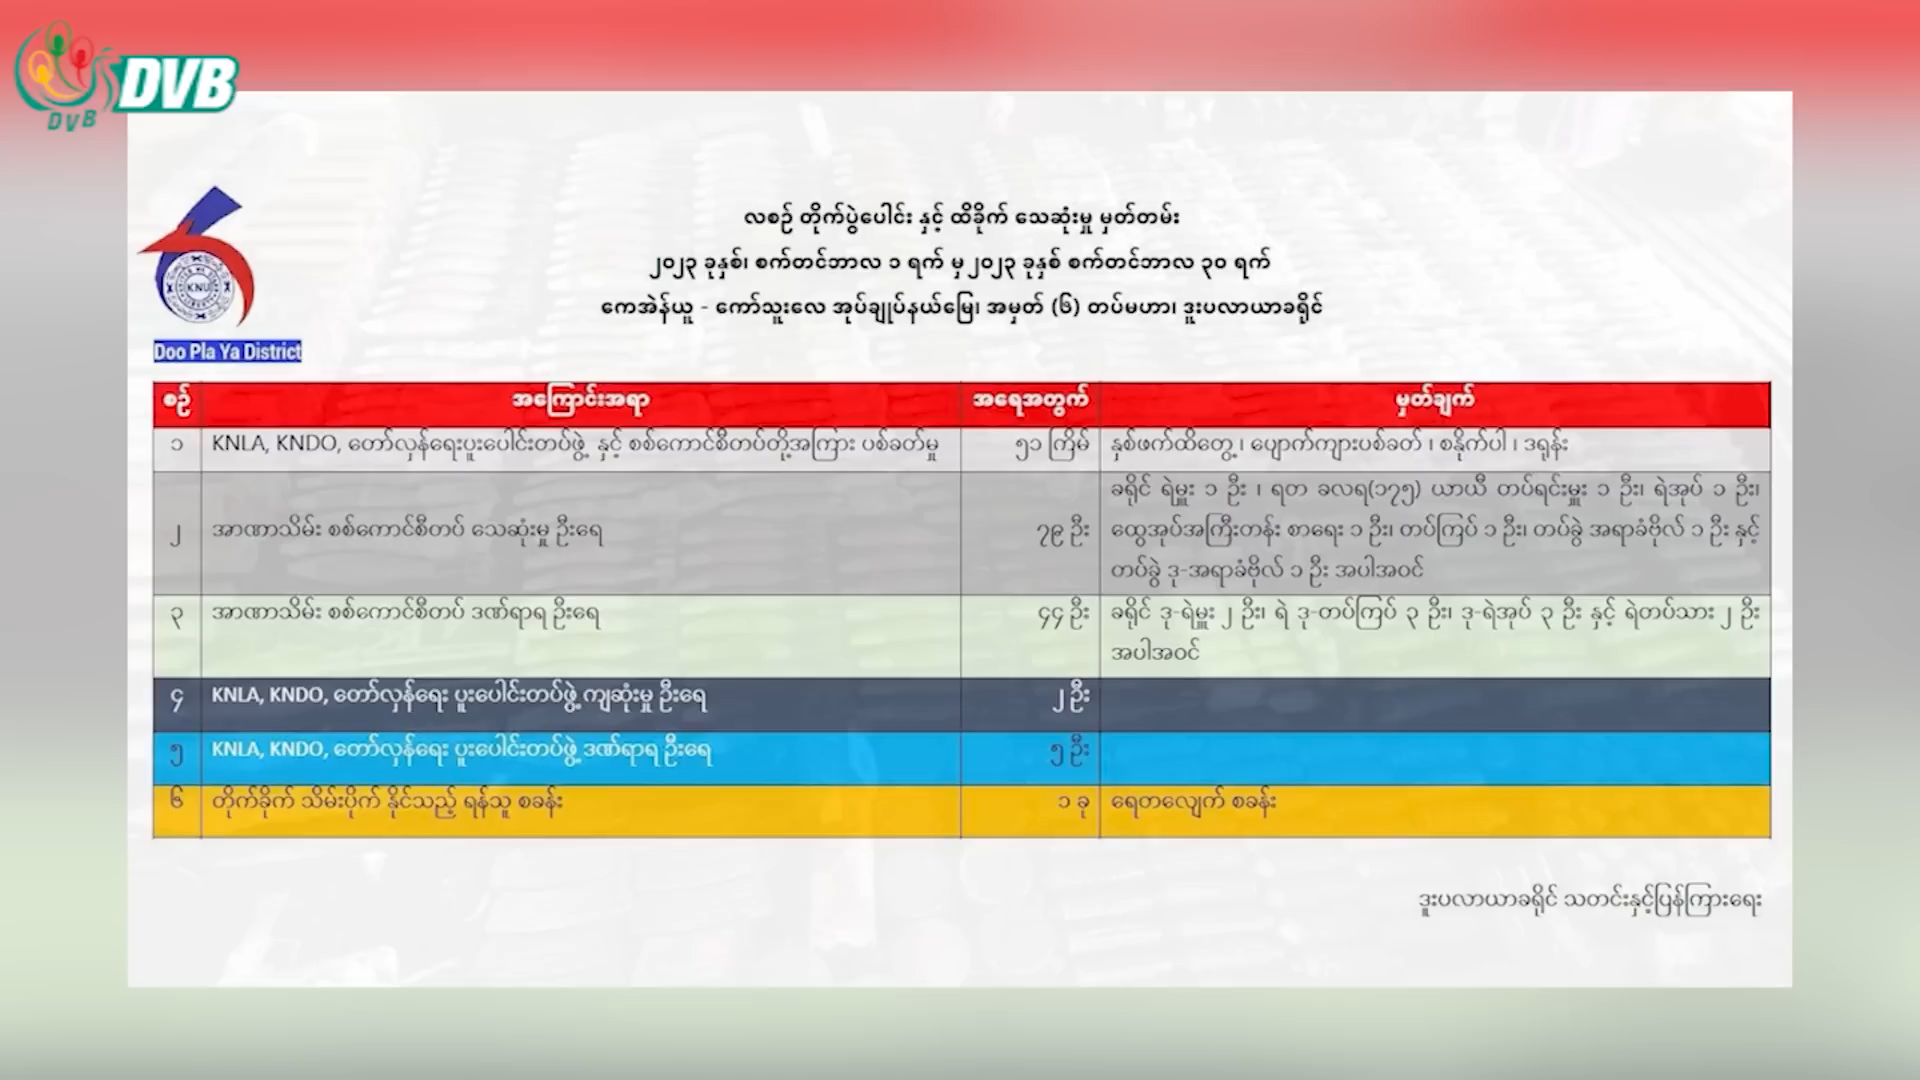 DVB
DVB
KNU
Doo Pla Ya District
လစဉ် တိုက်ပွဲပေါင်း နှင့် ထိခိုက် သေဆုံးမှု မှတ်တမ်း
၂၀၂၃ ခုနှစ်၊ စက်တင်ဘာလ ၁ ရက် မှ ၂၀၂၃ ခုနှစ် စက်တင်ဘာလ ၃၀ ရက်
ကေအဲန်ယူ - ကော်သူးလေ အုပ်ချုပ်နယ်မြေ၊ အမှတ် (၆) တပ်မဟာ၊ ဒူးပလာယာခရိုင်
စဉ် အကြောင်းအရာ အရေအတွက် မှတ်ချက်
၁ KNLA, KNDO, တော်လှန်ရေးပူးပေါင်းတပ်ဖွဲ့ နှင့် စစ်ကောင်စီတပ်တို့အကြား ပစ်ခတ်မှု ၅၁ ကြိမ် နှစ်ဖက်ထိတွေ့ ၊ ပျောက်ကျားပစ်ခတ် ၊ စနိုက်ပါ ၊ ဒရုန်း
၂ အာဏာသိမ်း စစ်ကောင်စီတပ် သေဆုံးမှု ဦးရေ ၇၉ ဦး ခရိုင် ရဲမှူး ၁ ဦး ၊ ရတ ခလရ(၁၇၅) ယာယီ တပ်ရင်းမှူး ၁ ဦး၊ ရဲအုပ် ၁ ဦး၊
ထွေအုပ်အကြီးတန်း စာရေး ၁ ဦး၊ တပ်ကြပ် ၁ ဦး၊ တပ်ခွဲ အရာခံဗိုလ် ၁ ဦး နှင့်
တပ်ခွဲ ဒု-အရာခံဗိုလ် ၁ ဦး အပါအဝင်
၃ အာဏာသိမ်း စစ်ကောင်စီတပ် ဒဏ်ရာရ ဦးရေ ၄၄ ဦး ခရိုင် ဒု-ရဲမှူး ၂ ဦး၊ ရဲ ဒု-တပ်ကြပ် ၃ ဦး၊ ဒု-ရဲအုပ် ၃ ဦး နှင့် ရဲတပ်သား ၂ ဦး
အပါအဝင်
၄ KNLA, KNDO, တော်လှန်ရေး ပူးပေါင်းတပ်ဖွဲ့ ကျဆုံးမှု ဦးရေ ၂ ဦး
၅ KNLA, KNDO, တော်လှန်ရေး ပူးပေါင်းတပ်ဖွဲ့ ဒဏ်ရာရ ဦးရေ ၅ ဦး
၆ တိုက်ခိုက် သိမ်းပိုက် နိုင်သည့် ရန်သူ စခန်း ၁ ခု ရေတလျှောက် စခန်း
ဒူးပလာယာခရိုင် သတင်းနှင့်ပြန်ကြားရေး